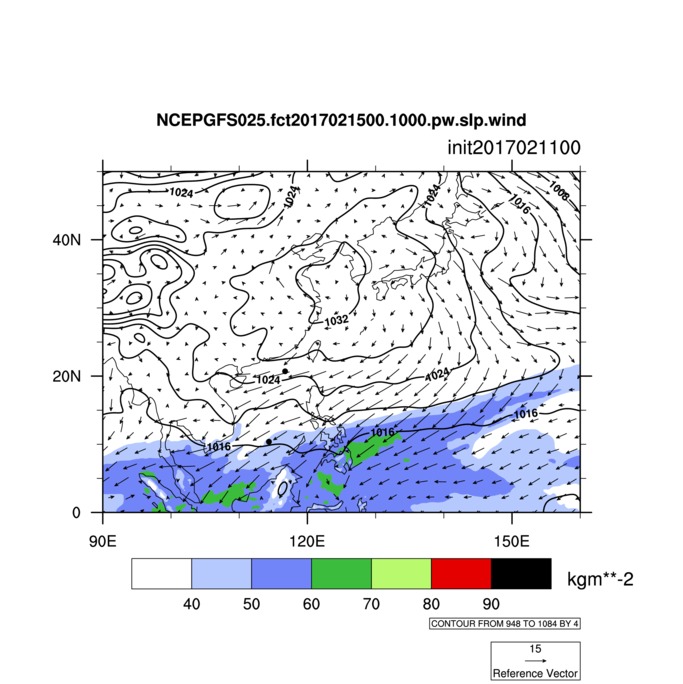 NCEPGFS025.fct2017021500.1000.pw.slp.wind
init2017021100
1024
1024
1024
1016
1008
40N
1032
20N
1024
1024
1016
1016
1016
0
90E 120E 150E
40 50 60 70 80 90
kgm**-2
CONTOUR FROM 948 TO 1084 BY 4
15
Reference Vector